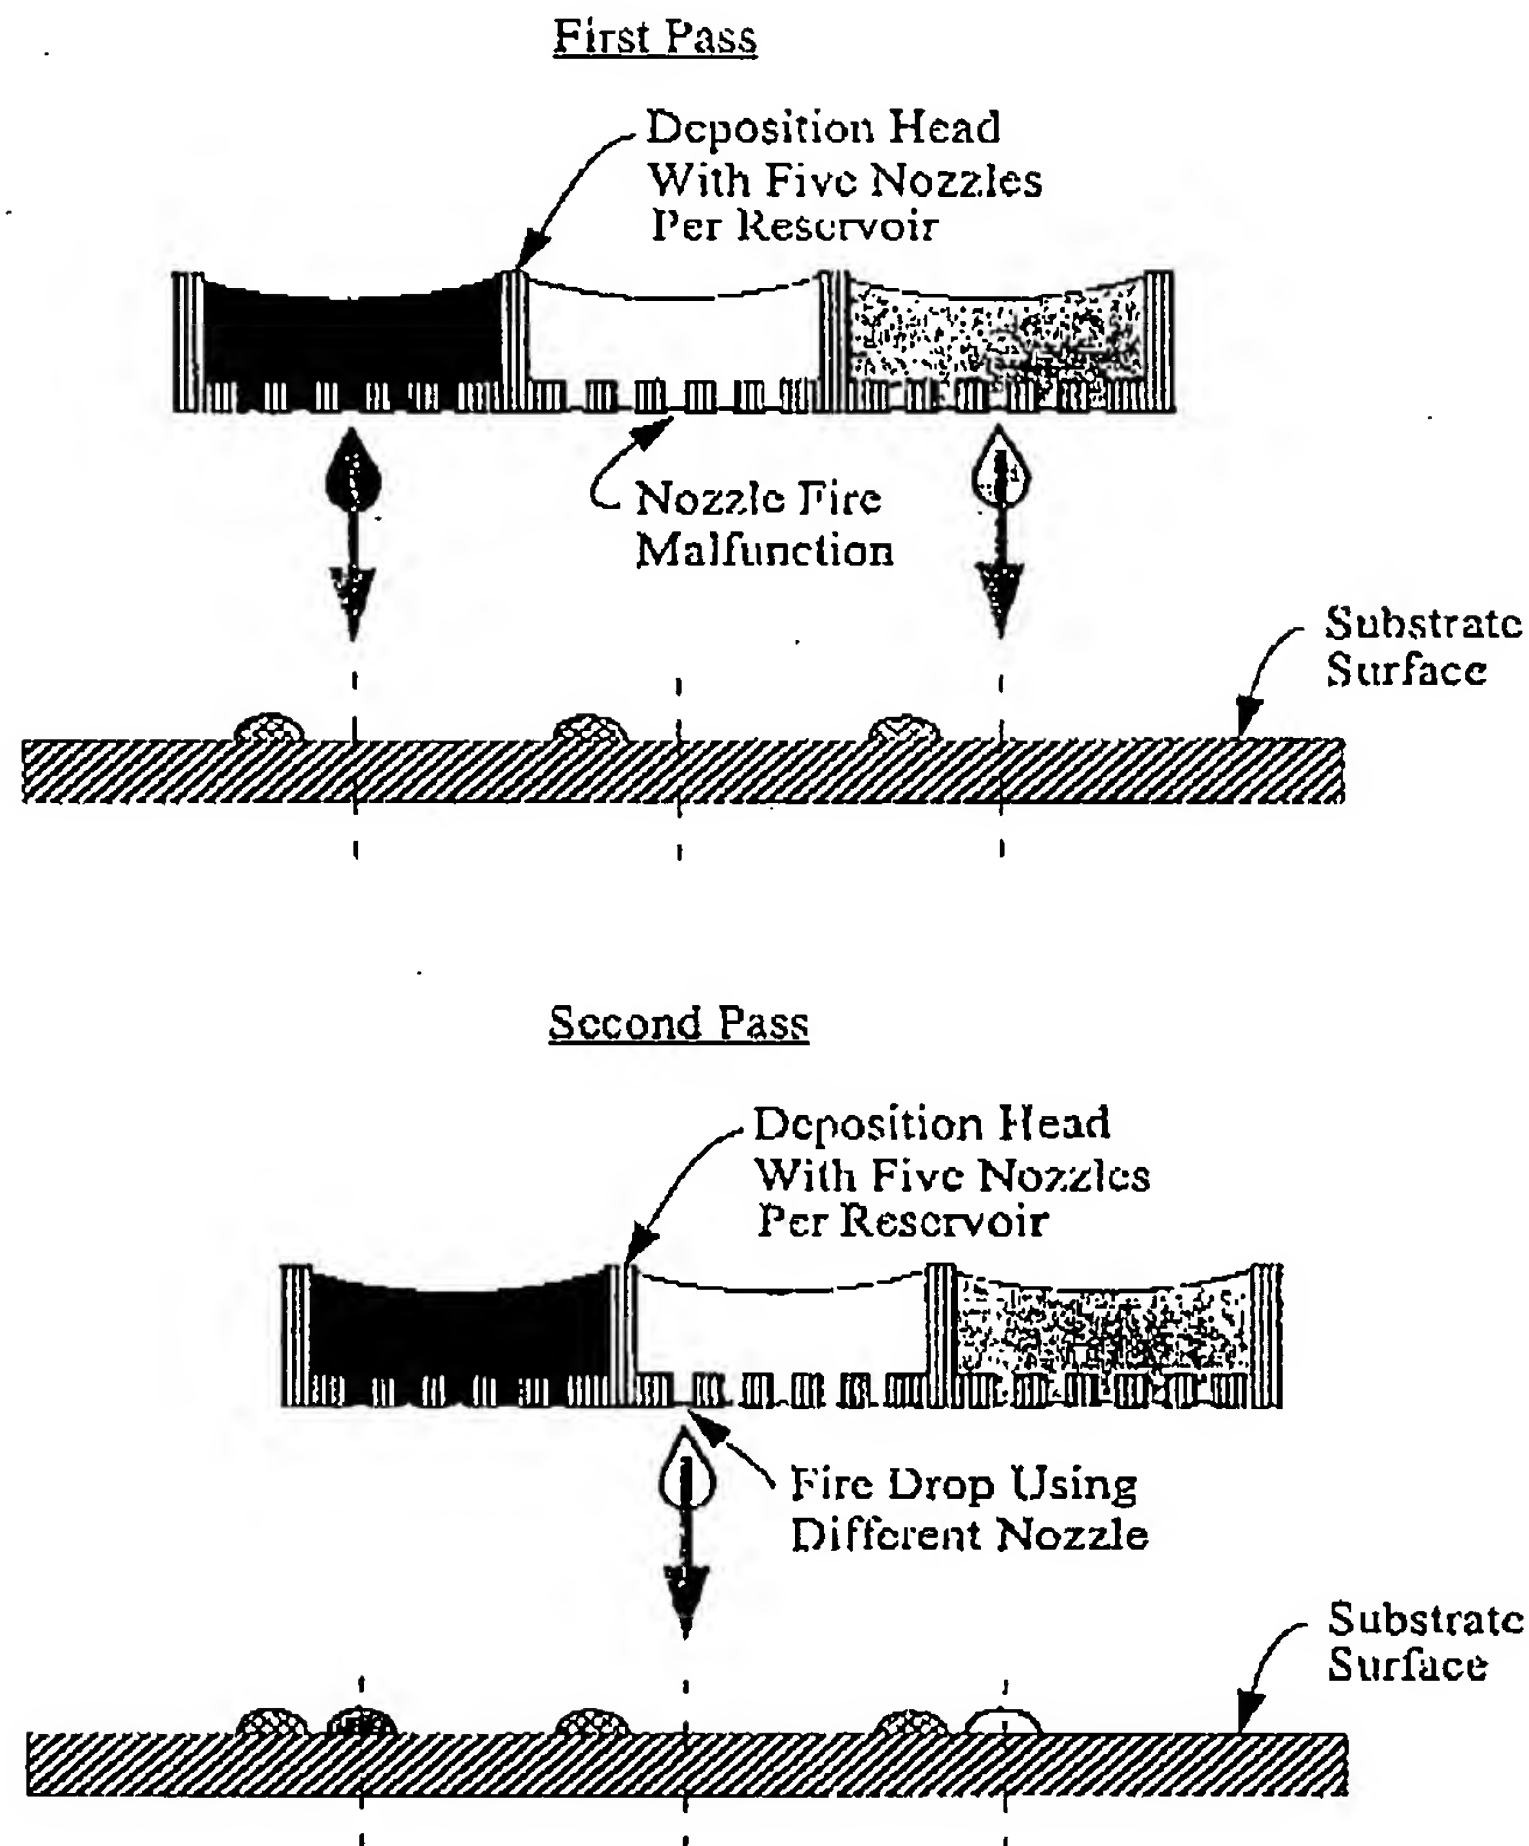 First Pass
Deposition Head
With Five Nozzles
Per Reservoir
Nozzle Fire
Malfunction
Substrate
Surface
Second Pass
Deposition Head
With Five Nozzles
Per Reservoir
Fire Drop Using
Different Nozzle
Substrate
Surface